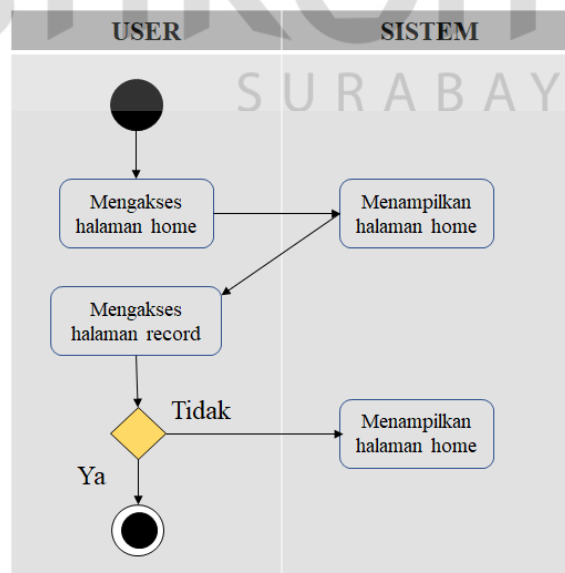 USER
SISTEM
SURABAY
Mengakses
halaman home
Menampilkan
halaman home
Mengakses
halaman record
Tidak
Menampilkan
halaman home
Ya